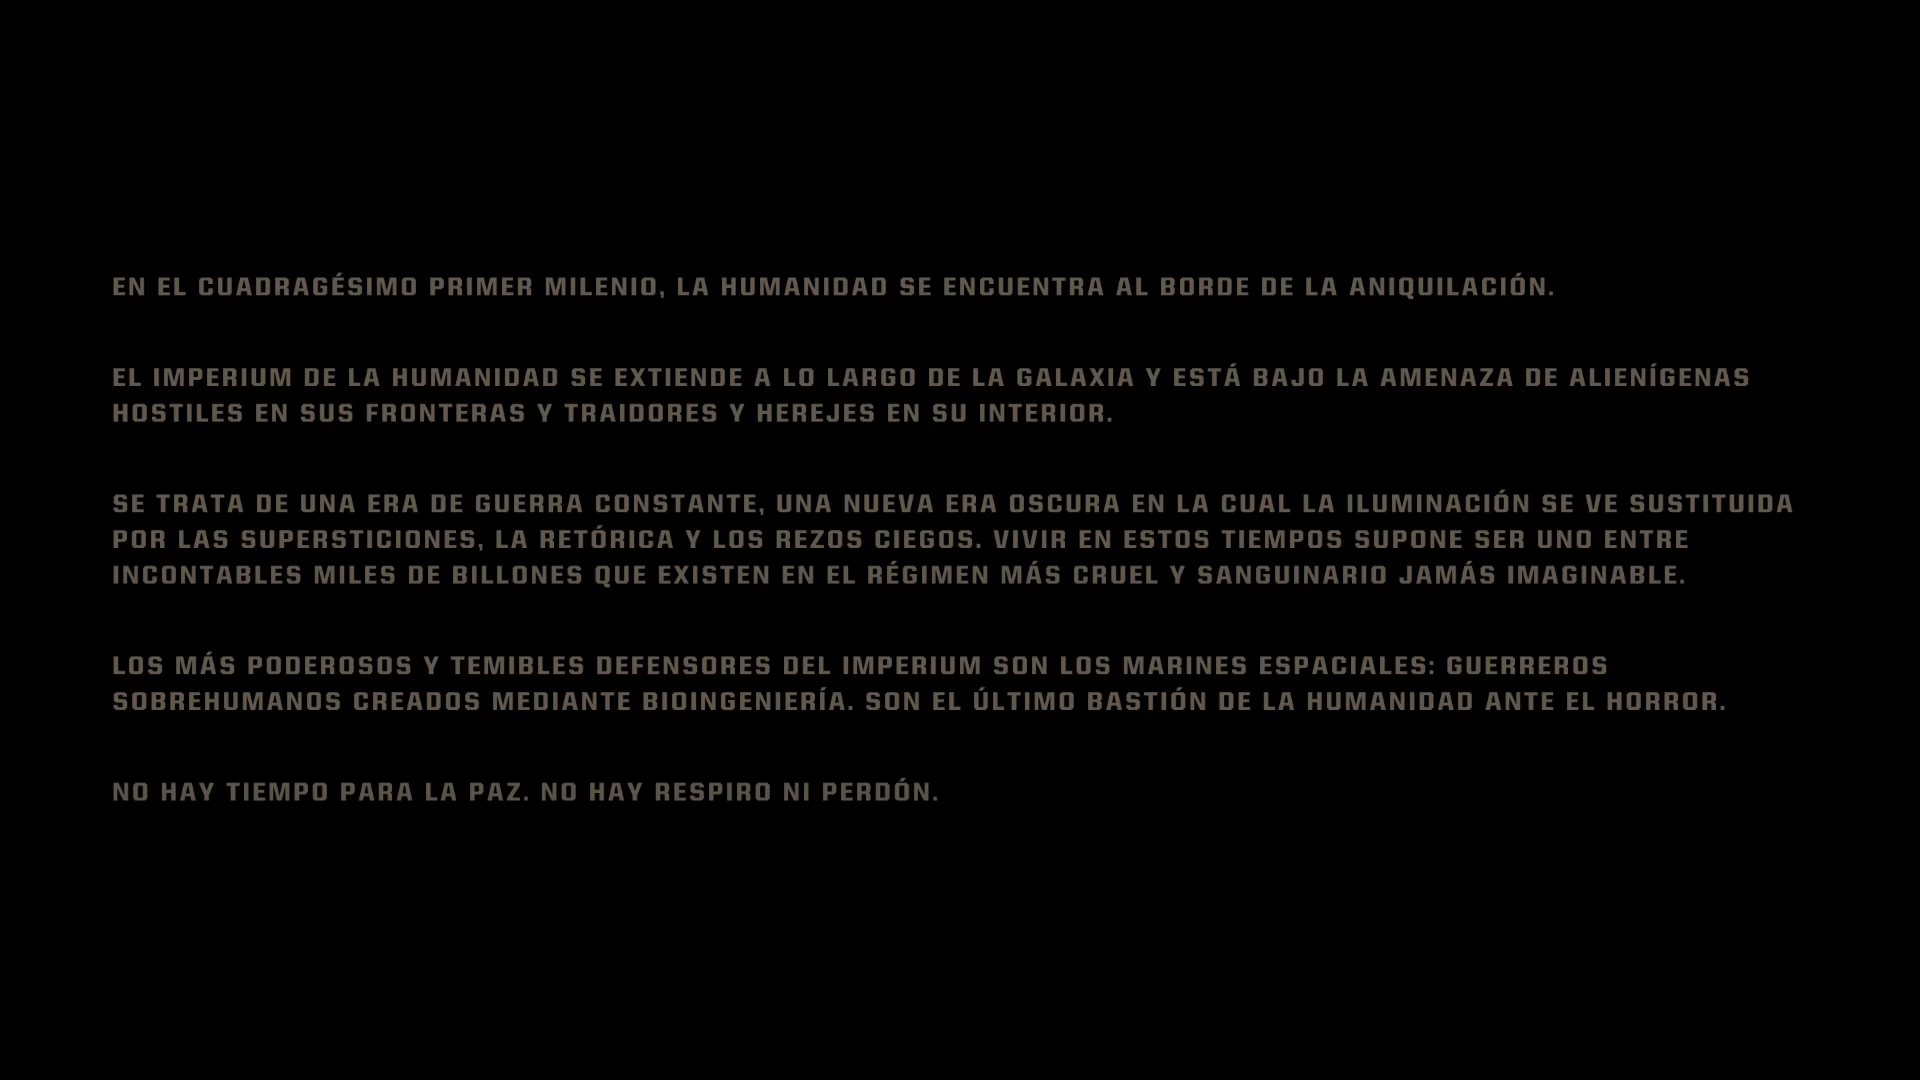 EN EL CUADRAGÉSIMO PRIMER MILENIO, LA HUMANIDAD SE ENCUENTRA AL BORDE DE LA ANIQUILACIÓN.
EL IMPERIUM DE LA HUMANIDAD SE EXTIENDE A LO LARGO DE LA GALAXIA Y ESTÁ BAJO LA AMENAZA DE ALIENÍGENAS
HOSTILES EN SUS FRONTERAS Y TRAIDORES Y HEREJES EN SU INTERIOR.
SE TRATA DE UNA ERA DE GUERRA CONSTANTE, UNA NUEVA ERA OSCURA EN LA CUAL LA ILUMINACIÓN SE VE SUSTITUIDA
POR LAS SUPERSTICIONES, LA RETÓRICA Y LOS REZOS CIEGOS. VIVIR EN ESTOS TIEMPOS SUPONE SER UNO ENTRE
INCONTABLES MILES DE BILLONES QUE EXISTEN EN EL RÉGIMEN MÁS CRUEL Y SANGUINARIO JAMÁS IMAGINABLE.
LOS MÁS PODEROSOS Y TEMIBLES DEFENSORES DEL IMPERIUM SON LOS MARINES ESPACIALES: GUERREROS
SOBREHUMANOS CREADOS MEDIANTE BIOINGENIERÍA. SON EL ÚLTIMO BASTIÓN DE LA HUMANIDAD ANTE EL HORROR.
NO HAY TIEMPO PARA LA PAZ. NO HAY RESPIRO NI PERDÓN.